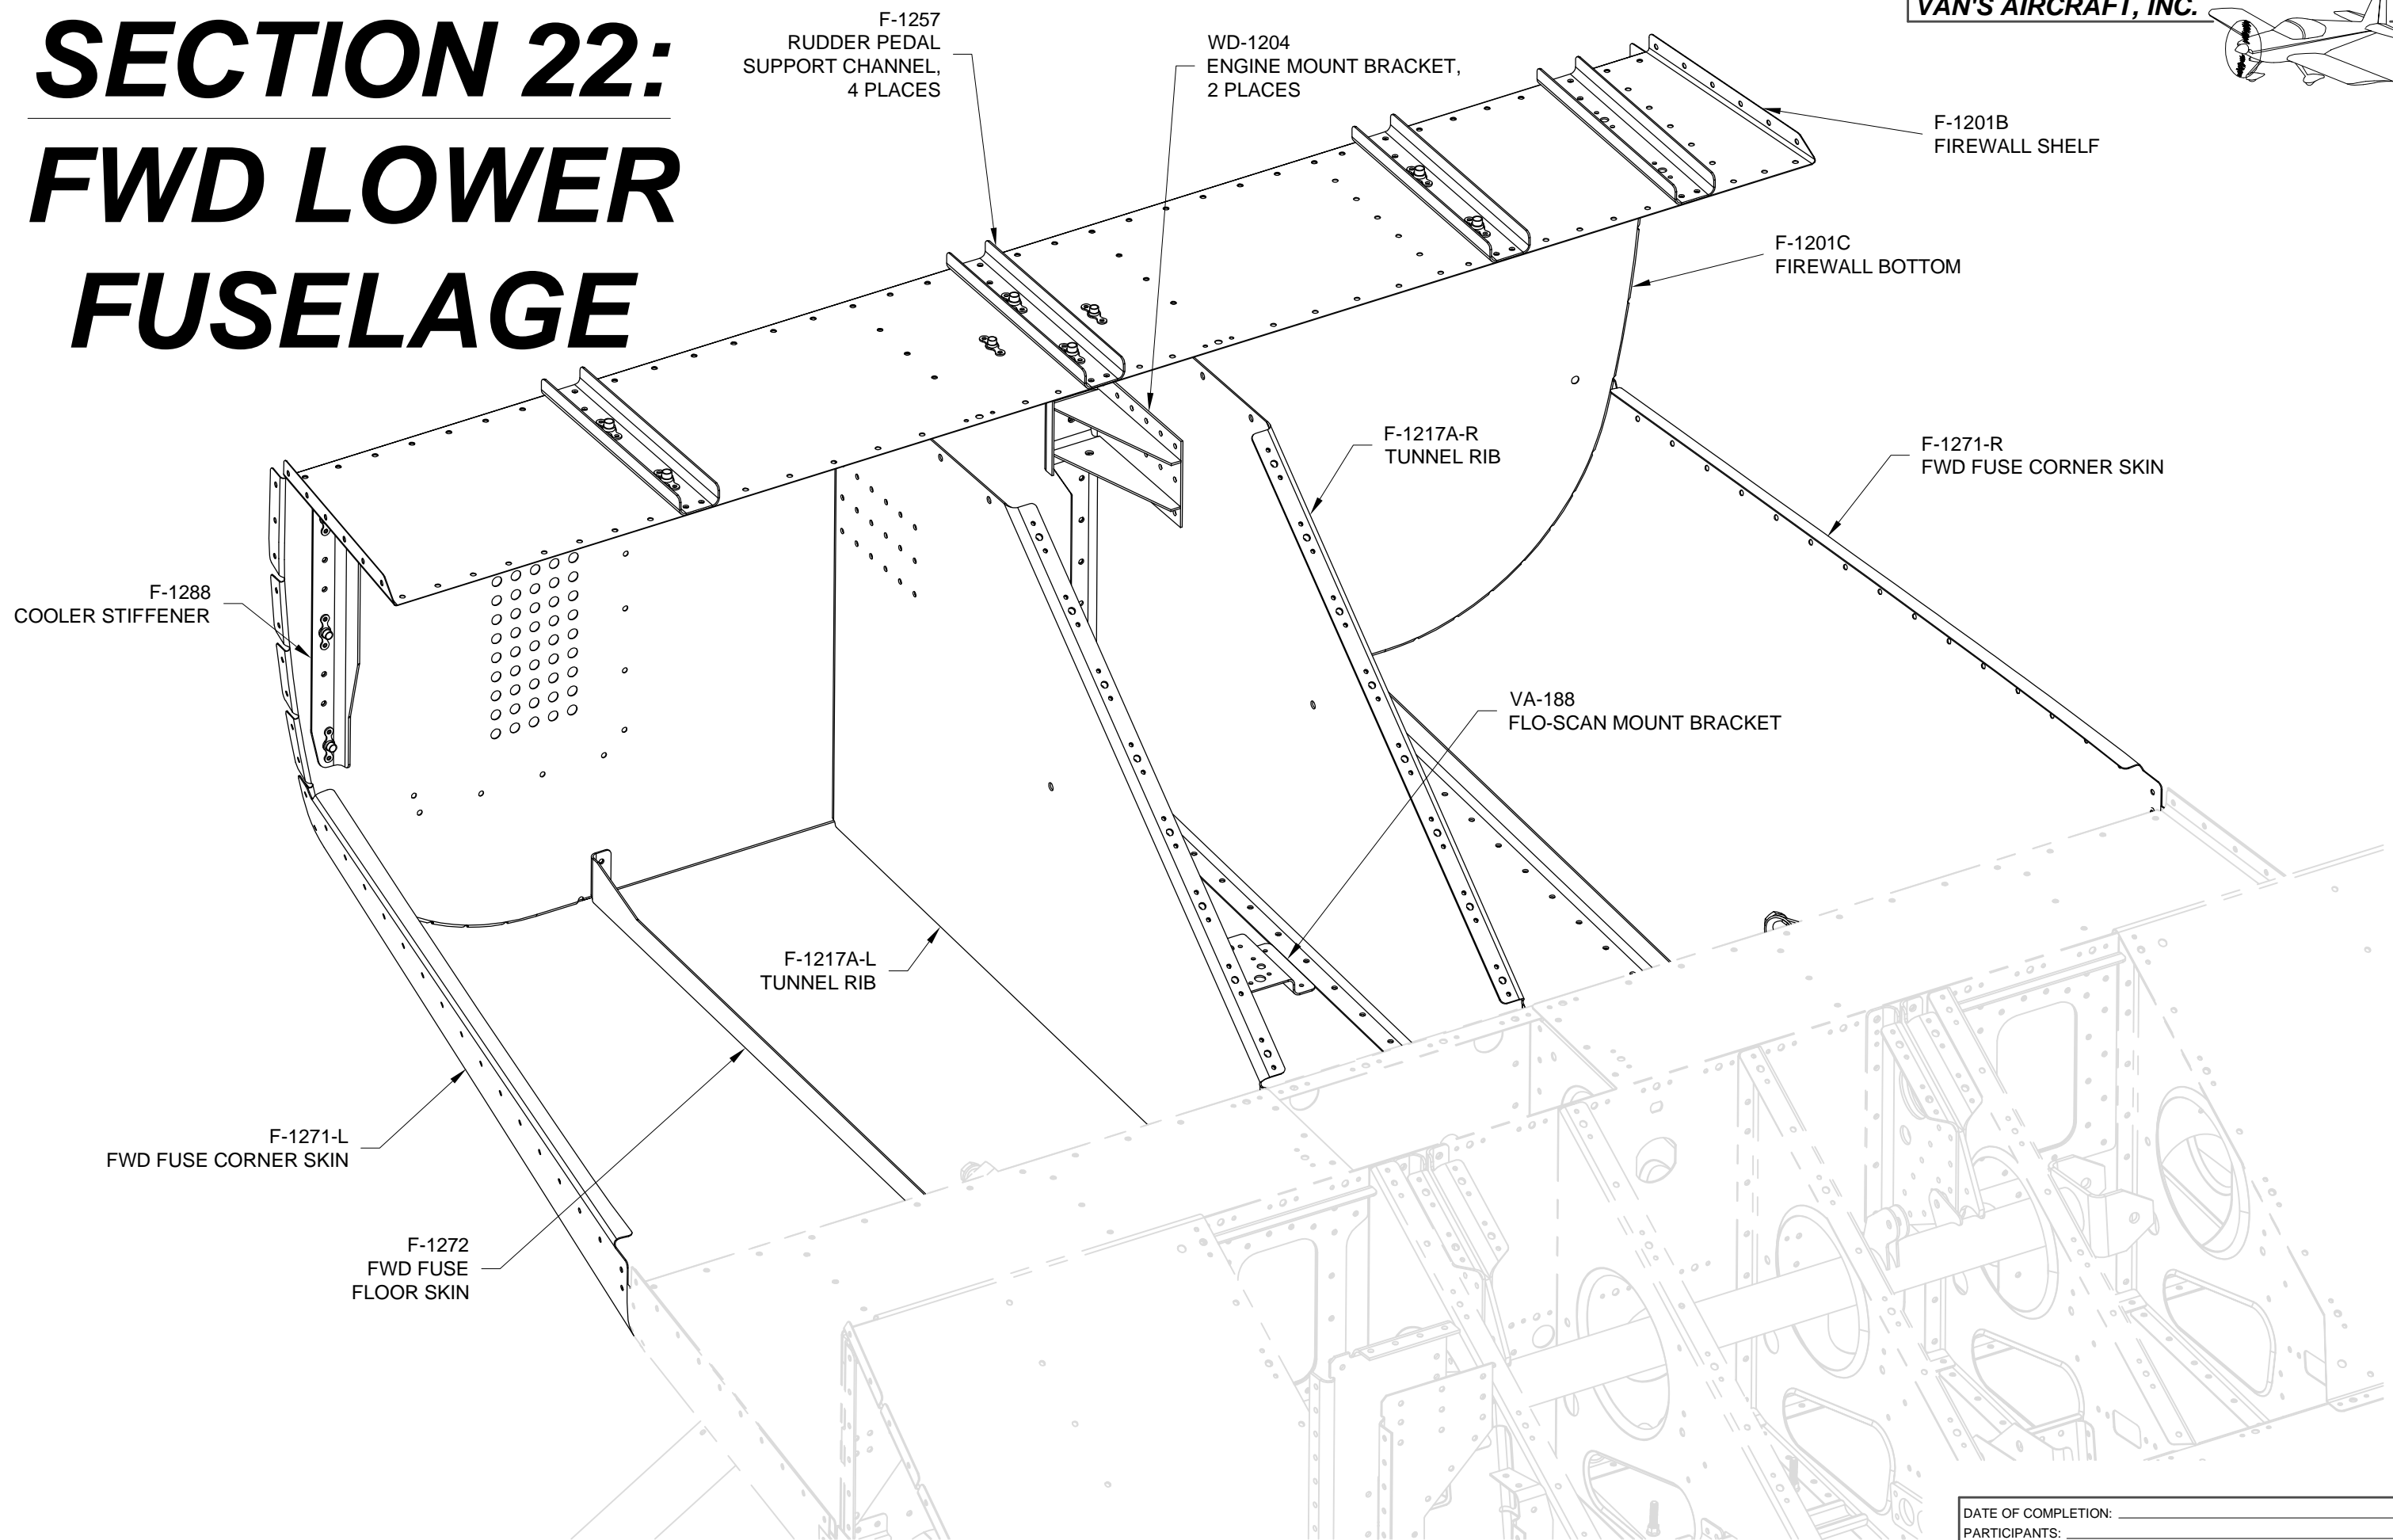 SECTION 22:
FWD LOWER
FUSELAGE
VAN'S AIRCRAFT, INC.
F-1257
RUDDER PEDAL
SUPPORT CHANNEL,
4 PLACES
WD-1204
ENGINE MOUNT BRACKET,
2 PLACES
F-1201B
FIREWALL SHELF
F-1201C
FIREWALL BOTTOM
F-1217A-R
TUNNEL RIB
F-1271-R
FWD FUSE CORNER SKIN
F-1288
COOLER STIFFENER
VA-188
FLO-SCAN MOUNT BRACKET
F-1217A-L
TUNNEL RIB
F-1271-L
FWD FUSE CORNER SKIN
F-1272
FWD FUSE
FLOOR SKIN
DATE OF COMPLETION:
PARTICIPANTS: